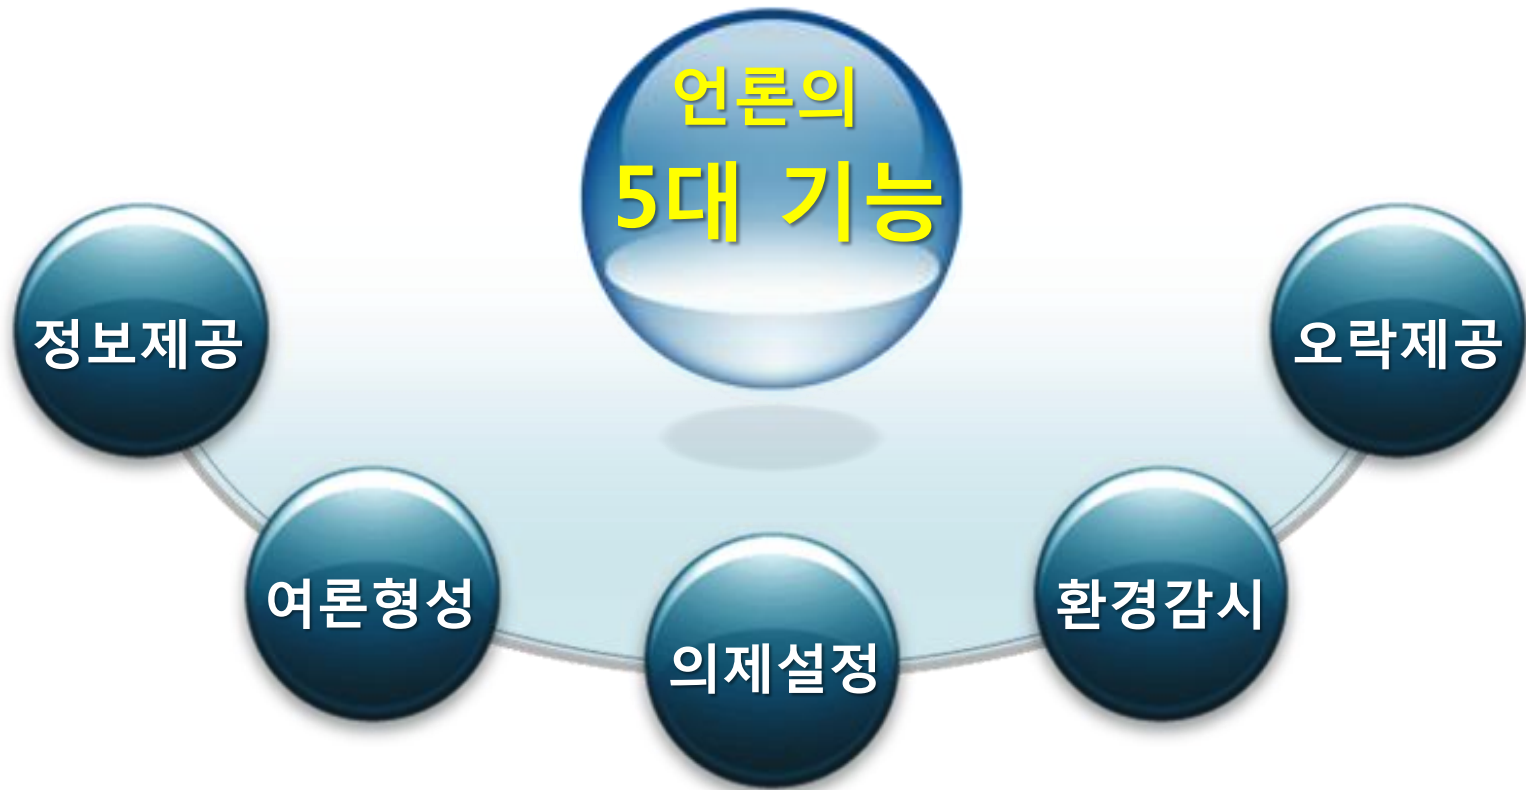 언론의
5대 기능
정보제공
여론형성
의제설정
환경감시
오락제공